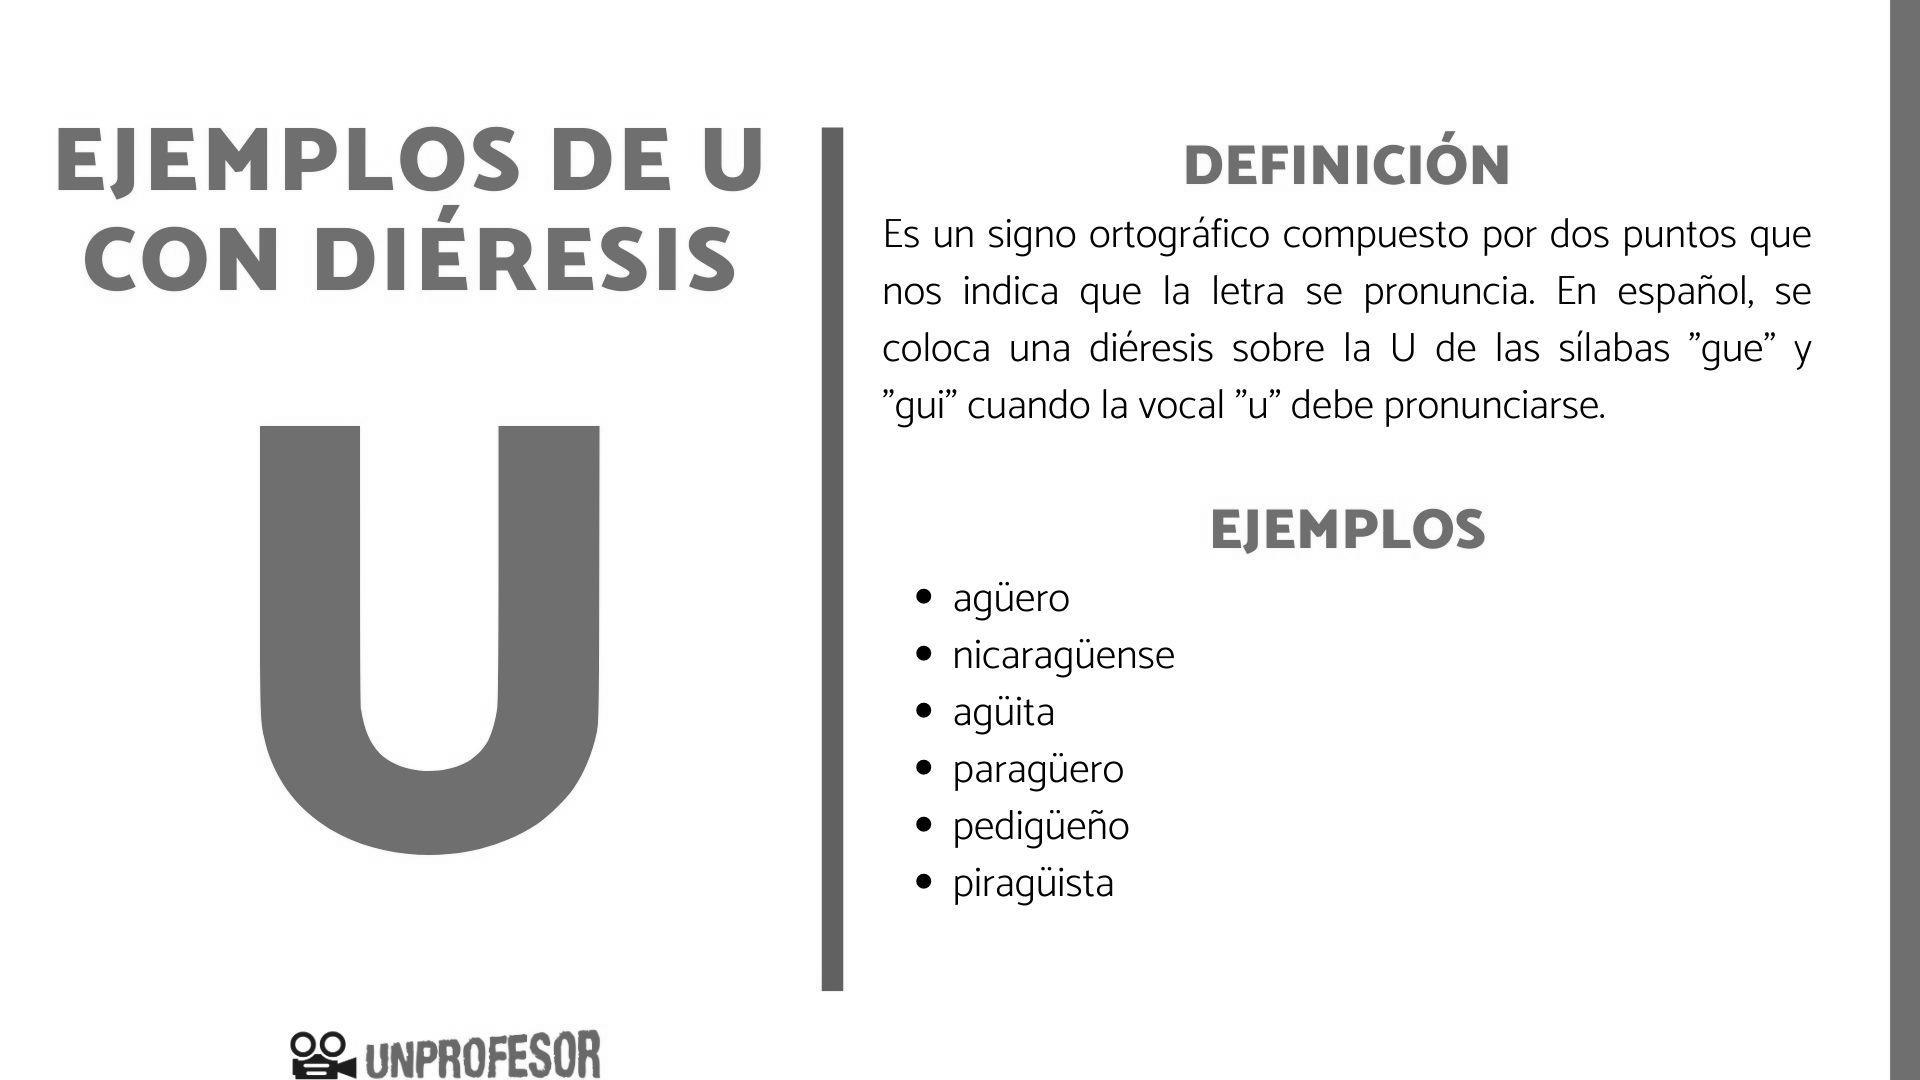 EJEMPLOS DE U
CON DIÉRESIS
U
UNPROFESOR
DEFINICIÓN
Es un signo ortográfico compuesto por dos puntos que
nos indica que la letra se pronuncia. En español, se
coloca una diéresis sobre la U de las sílabas ”gue” y
”gui” cuando la vocal ”u” debe pronunciarse.
EJEMPLOS
• agüero
• nicaragüense
• agüita
• paragüero
• pedigüeño
• piragüista